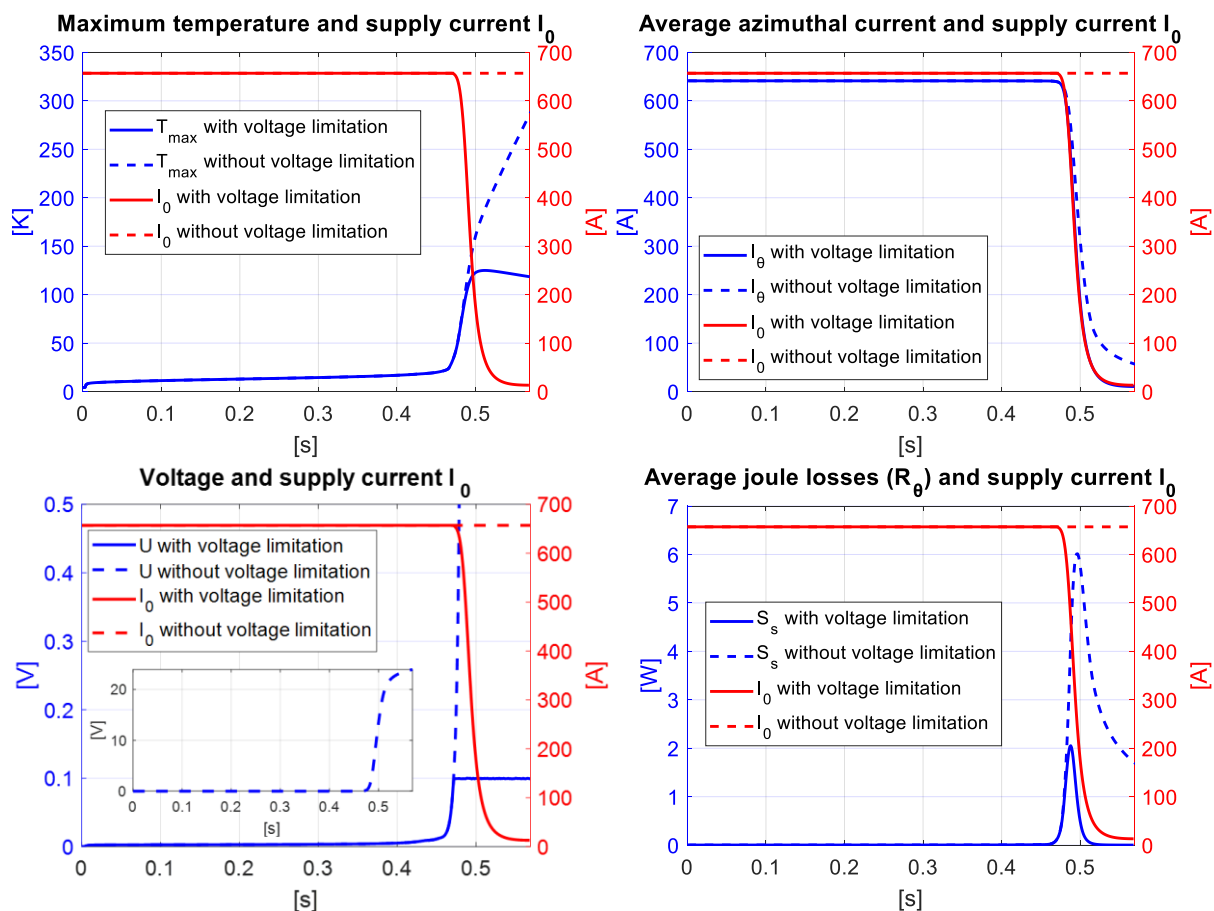 Maximum temperature and supply current I0
350
300
250
200
150
100
50
0
[K]
700
600
500
400
300
200
100
0
[A]
Tmax with voltage limitation
Tmax without voltage limitation
I0 with voltage limitation
I0 without voltage limitation
0 0.1 0.2 0.3 0.4 0.5
[s]
Average azimuthal current and supply current I0
700
600
500
400
300
200
100
0
[A]
700
600
500
400
300
200
100
0
[A]
Iθ with voltage limitation
Iθ without voltage limitation
I0 with voltage limitation
I0 without voltage limitation
0 0.1 0.2 0.3 0.4 0.5
[s]
Voltage and supply current I0
0.5
0.4
0.3
0.2
0.1
0
[V]
700
600
500
400
300
200
100
0
[A]
U with voltage limitation
U without voltage limitation
I0 with voltage limitation
I0 without voltage limitation
20
10
0
[V]
0 0.1 0.2 0.3 0.4 0.5
[s]
0 0.1 0.2 0.3 0.4 0.5
[s]
Average joule losses (Rθ) and supply current I0
7
6
5
4
3
2
1
0
[W]
700
600
500
400
300
200
100
0
[A]
Ss with voltage limitation
Ss without voltage limitation
I0 with voltage limitation
I0 without voltage limitation
0 0.1 0.2 0.3 0.4 0.5
[s]